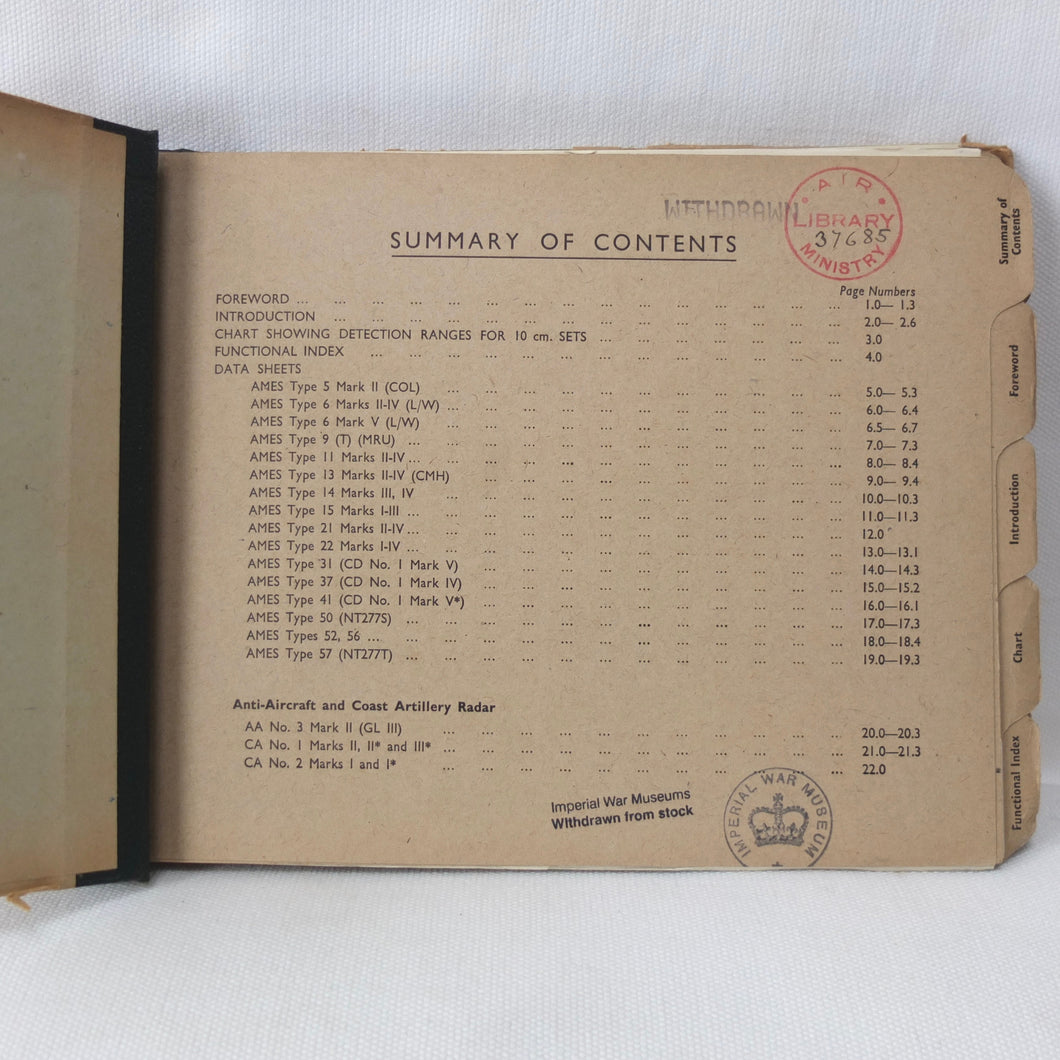 WITHDRAWN
AIR
LIBRARY
37685
MINISTRY
SUMMARY OF CONTENTS
Page Numbers
FOREWORD ... 1.0— 1.3
INTRODUCTION ... 2.0— 2.6
CHART SHOWING DETECTION RANGES FOR 10 cm. SETS ... 3.0
FUNCTIONAL INDEX ... 4.0
DATA SHEETS
AMES Type 5 Mark II (COL) ... 5.0— 5.3
AMES Type 6 Marks II-IV (L/W) ... 6.0— 6.4
AMES Type 6 Mark V (L/W) ... 6.5— 6.7
AMES Type 9 (T) (MRU) ... 7.0— 7.3
AMES Type 11 Marks II-IV ... 8.0— 8.4
AMES Type 13 Marks II-IV (CMH) ... 9.0— 9.4
AMES Type 14 Marks III, IV ... 10.0—10.3
AMES Type 15 Marks I-III ... 11.0—11.3
AMES Type 21 Marks II-IV ... 12.0
AMES Type 22 Marks I-IV ... 13.0—13.1
AMES Type 31 (CD No. 1 Mark V) ... 14.0—14.3
AMES Type 37 (CD No. 1 Mark IV) ... 15.0—15.2
AMES Type 41 (CD No. 1 Mark V*) ... 16.0—16.1
AMES Type 50 (NT277S) ... 17.0—17.3
AMES Types 52, 56 ... 18.0—18.4
AMES Type 57 (NT277T) ... 19.0—19.3
Anti-Aircraft and Coast Artillery Radar
AA No. 3 Mark II (GL III) ... 20.0—20.3
CA No. 1 Marks II, II* and III* ... 21.0—21.3
CA No. 2 Marks I and I* ... 22.0
Imperial War Museums
Withdrawn from stock
IMPERIAL WAR MUSEUM
Summary of
Contents
Foreword
Introduction
Chart
Functional Index